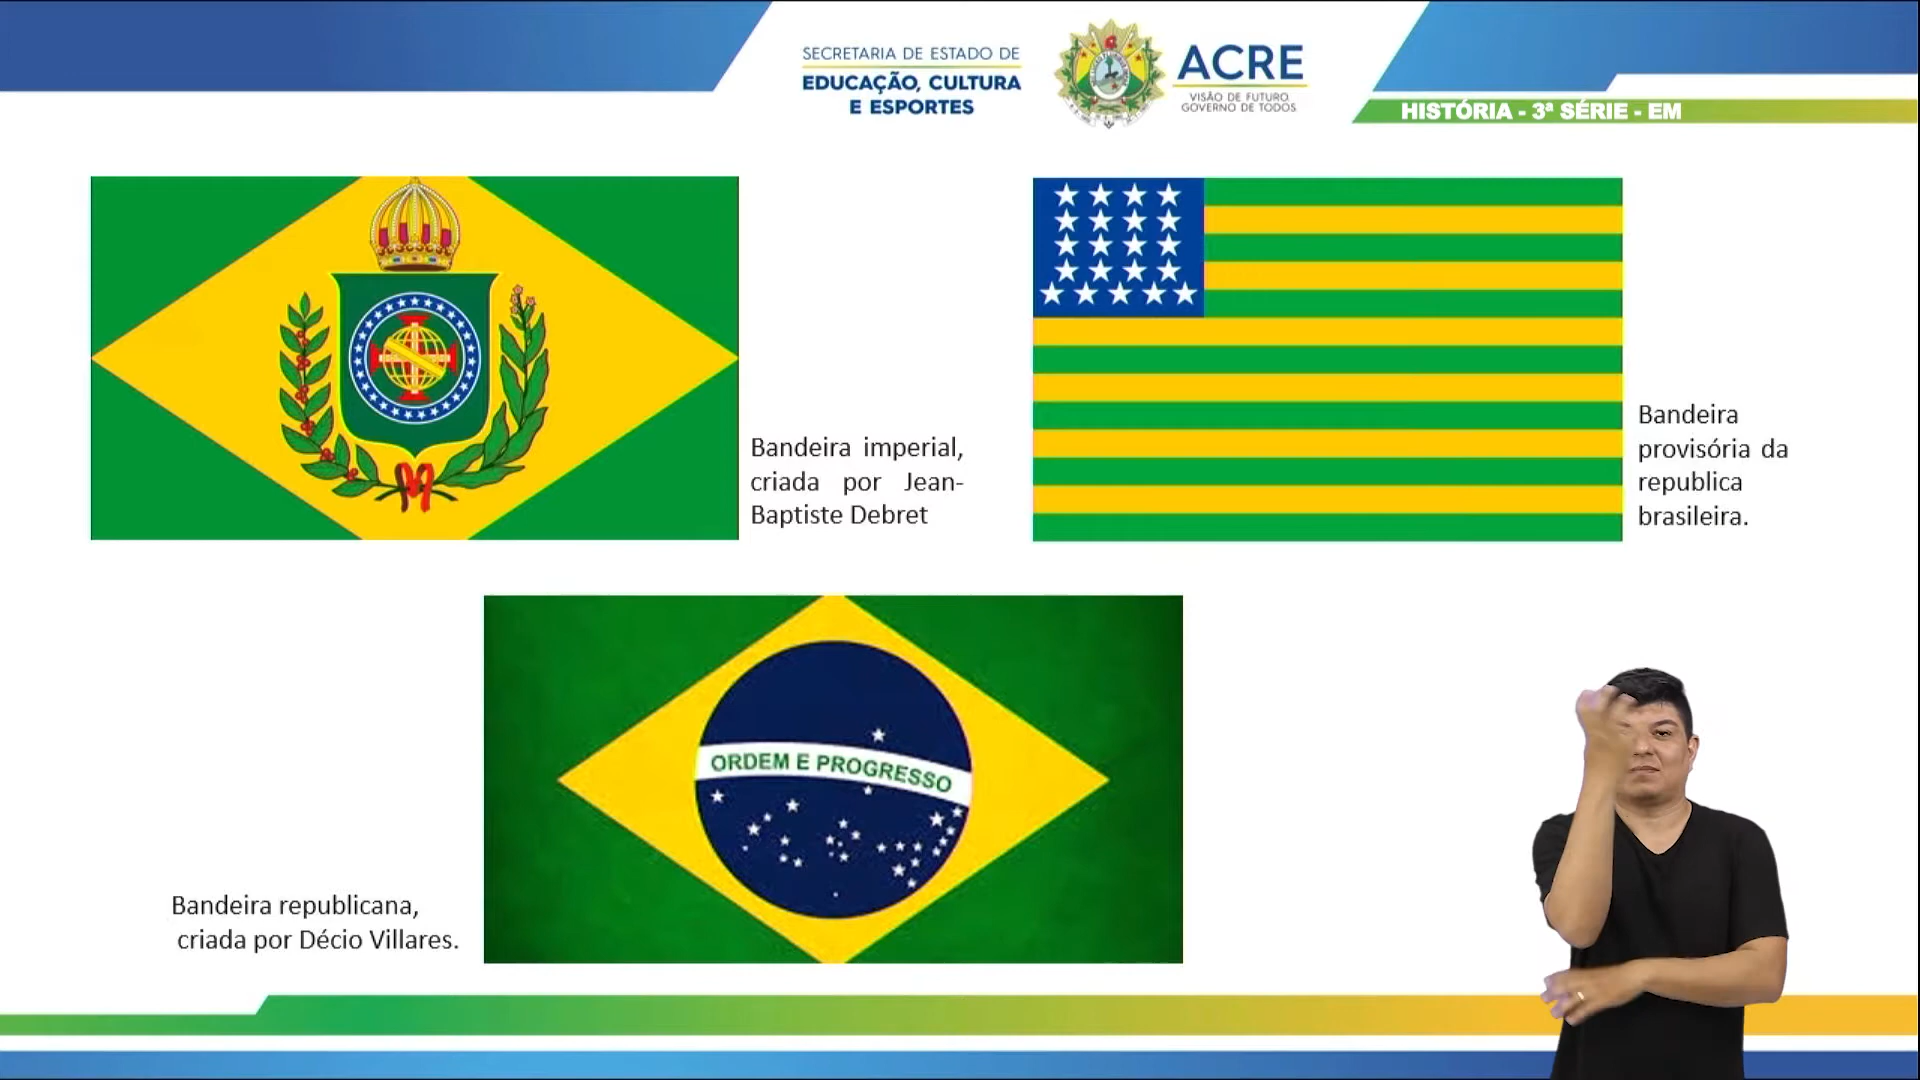 SECRETARIA DE ESTADO DE
EDUCAÇÃO, CULTURA
E ESPORTES
ACRE
VISÃO DE FUTURO.
GOVERNO DE TODOS.
HISTÓRIA - 3ª SÉRIE - EM
Bandeira imperial,
criada por Jean-
Baptiste Debret
Bandeira
provisória da
republica
brasileira.
ORDEM E PROGRESSO
Bandeira republicana,
criada por Décio Villares.